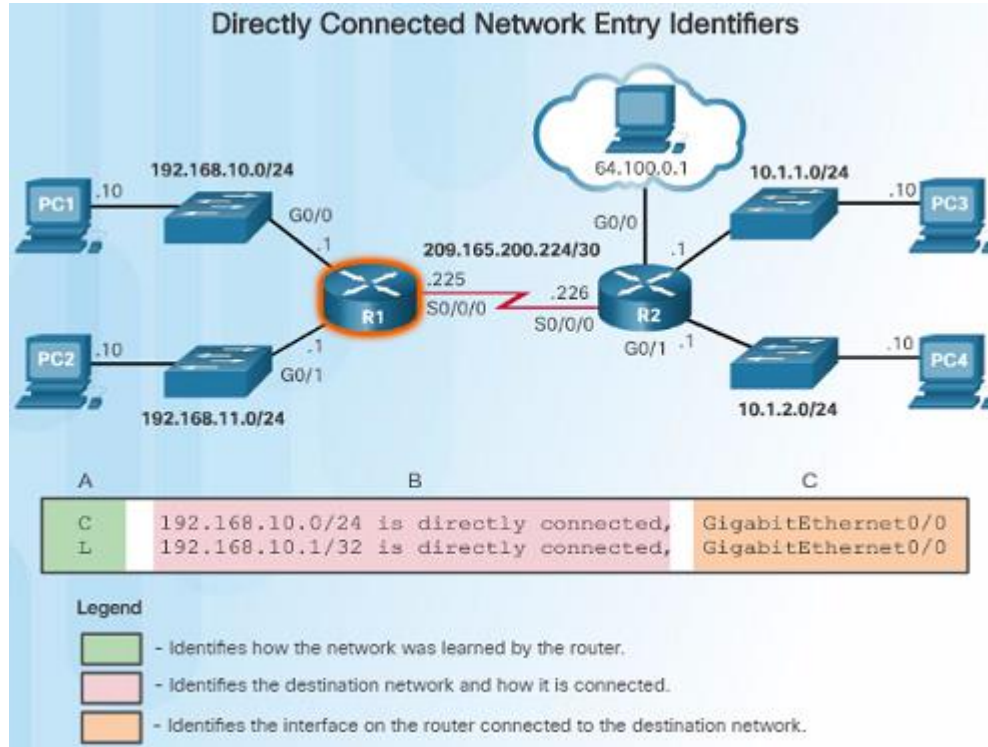 Directly Connected Network Entry Identifiers
64.100.0.1
192.168.10.0/24
10.1.1.0/24
PC1
.10
G0/0
.1
G0/0
.1
.10
PC3
209.165.200.224/30
.225
S0/0/0
R1
.226
S0/0/0
R2
PC2
.10
.1
G0/1
192.168.11.0/24
G0/1
.1
.10
PC4
10.1.2.0/24
A B C
C 192.168.10.0/24 is directly connected, GigabitEthernet0/0
L 192.168.10.1/32 is directly connected, GigabitEthernet0/0
Legend
- Identifies how the network was learned by the router.
- Identifies the destination network and how it is connected.
- Identifies the interface on the router connected to the destination network.